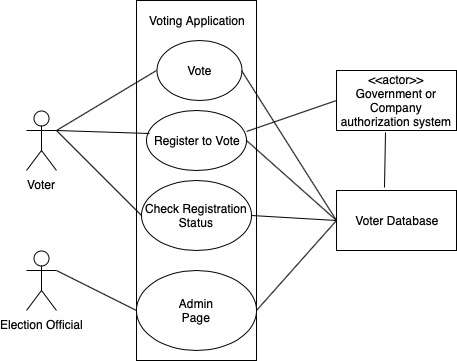 Voting Application
Vote
<<actor>>
Government or
Company
authorization system
Register to Vote
Voter
Check Registration
Status
Voter Database
Admin
Page
Election Official